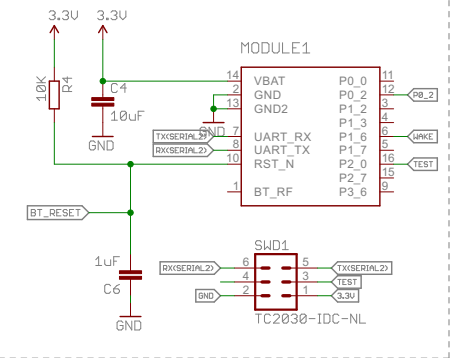 3.3V 3.3V
MODULE1
10K R4
C4
10uF
GND
GND
14 VBAT P0_0 11
2 GND P0_2 12 P0_2
13 GND2 P1_2 3
P1_3 4
TX(SERIAL2) 7 UART_RX P1_6 6 WAKE
RX(SERIAL2) 8 UART_TX P1_7 5
10 RST_N P2_0 16 TEST
P2_7 15
1 BT_RF P3_6 9
BT_RESET
1uF
C6
GND
SWD1
RX(SERIAL2) 6 5 TX(SERIAL2)
4 3 TEST
GND 2 1 3.3V
TC2030-IDC-NL